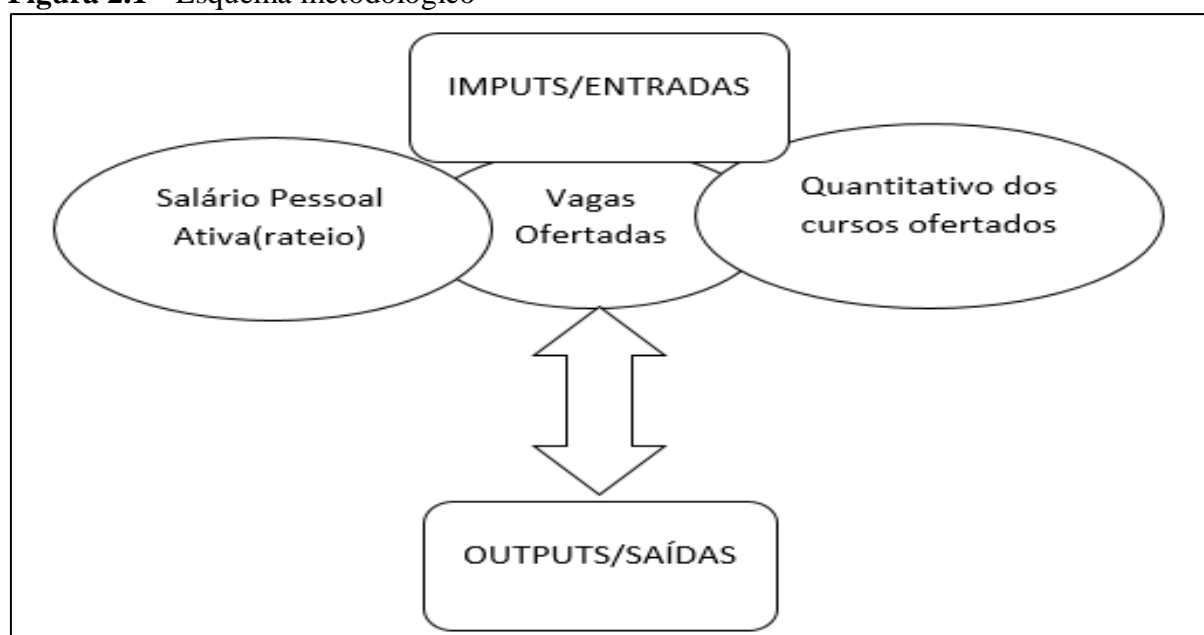 Figura 2.1 - Esquema metodológico
IMPUTS/ENTRADAS
Salário Pessoal
Ativa(rateio)
Vagas
Ofertadas
Quantitativo dos
cursos ofertados
OUTPUTS/SAÍDAS